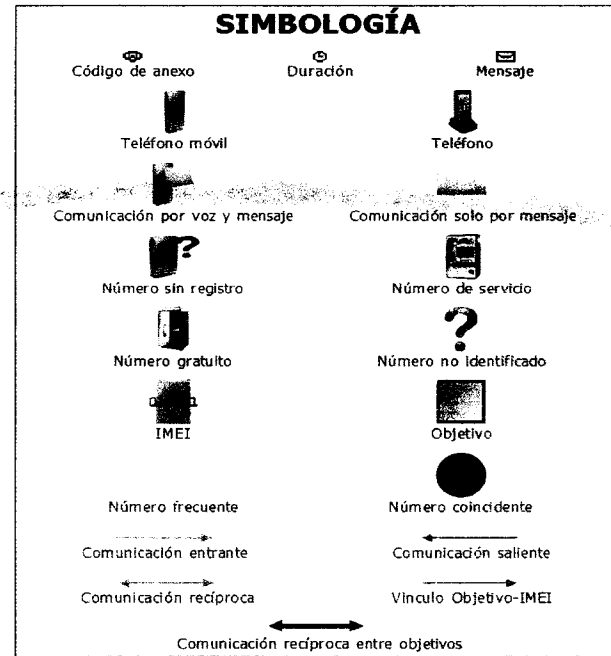 SIMBOLOGÍA
Código de anexo Duración Mensaje
Teléfono móvil Teléfono
Comunicación por voz y mensaje Comunicación solo por mensaje
Número sin registro Número de servicio
Número gratuito Número no identificado
IMEI Objetivo
Número frecuente Número coincidente
Comunicación entrante Comunicación saliente
Comunicación recíproca Vinculo Objetivo-IMEI
Comunicación recíproca entre objetivos